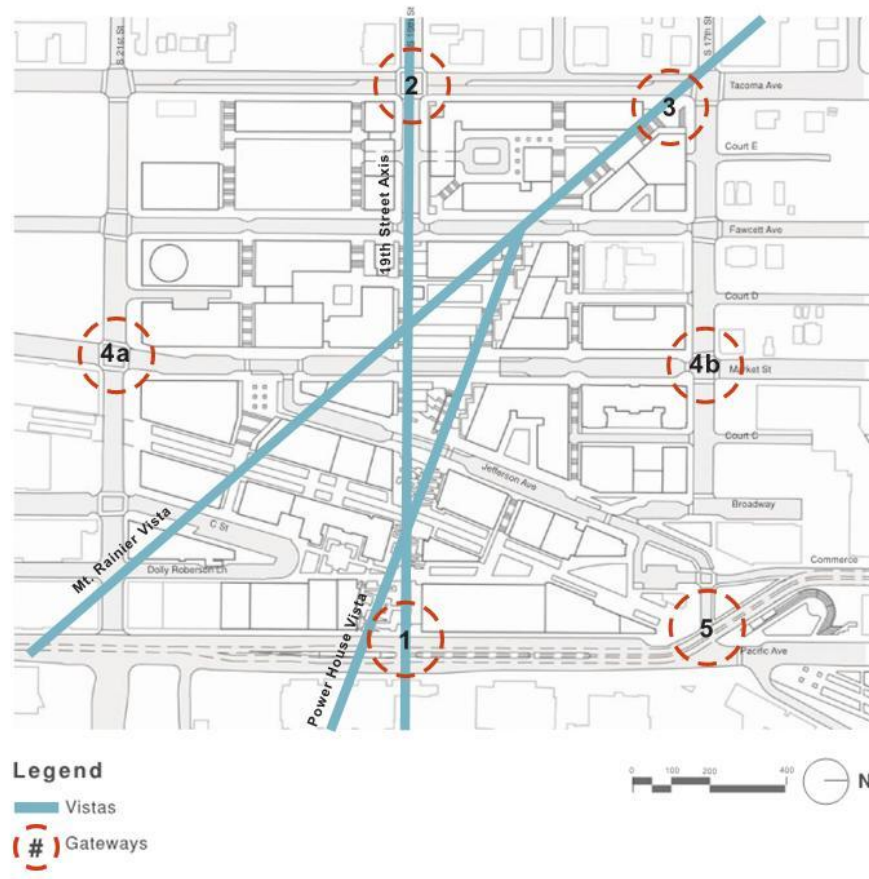 S 21st St
S 19th St
S 17th St
2
3
Tacoma Ave
Court E
19th Street Axis
Fawcett Ave
Court D
4a
4b
Market St
Court C
Jefferson Ave
Broadway
Mt. Rainier Vista
C St
Commerce
Dolly Roberson Ln
Power House Vista
1
5
Pacific Ave
Legend
Vistas
# Gateways
0 100 200 400
N